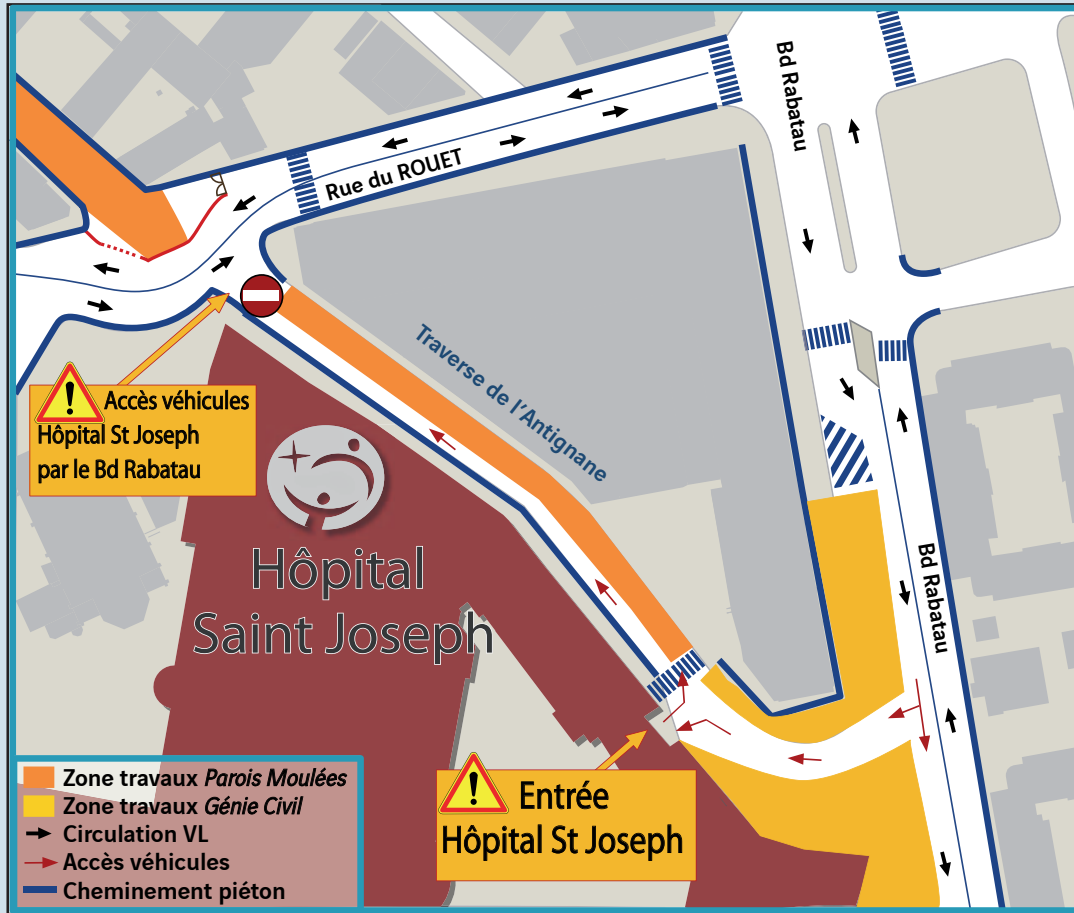 Bd Rabatau
Rue du ROUET
Traverse de l'Antignane
! Accès véhicules
Hôpital St Joseph
par le Bd Rabatau
Hôpital
Saint Joseph
Bd Rabatau
! Entrée
Hôpital St Joseph
Zone travaux Parois Moulées
Zone travaux Génie Civil
Circulation VL
Accès véhicules
Cheminement piéton